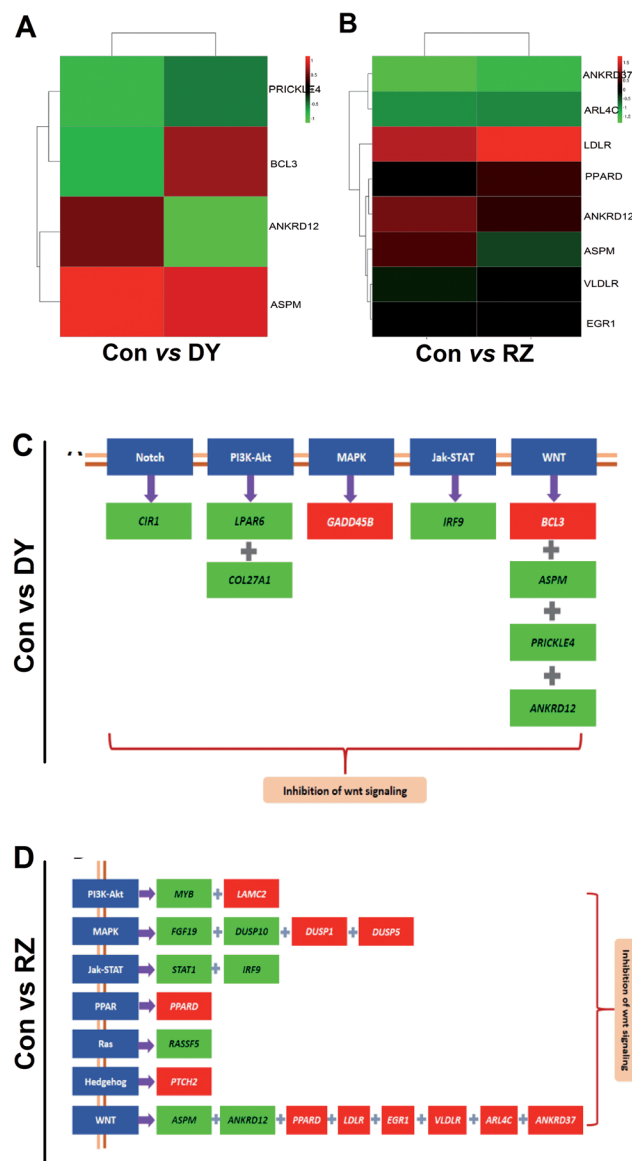 A
B
PRICKLE4
BCL3
ANKRD12
ASPM
Con vs DY
ANKRD37
ARL4C
LDLR
PPARD
ANKRD12
ASPM
VLDLR
EGR1
Con vs RZ
C
Con vs DY
Notch PI3K-Akt MAPK Jak-STAT WNT
CIR1 LPAR6 GADD45B IRF9 BCL3
+ +
COL27A1 ASPM
+
PRICKLE4
+
ANKRD12
Inhibition of wnt signaling
D
Con vs RZ
PI3K-Akt MYB + LAMC2
MAPK FGF19 + DUSP10 + DUSP1 + DUSP5
Jak-STAT STAT1 + IRF9
PPAR PPARD
Ras RASSF5
Hedgehog PTCH2
WNT ASPM + ANKRD12 + PPARD + LDLR + EGR1 + VLDLR + ARL4C + ANKRD37
Inhibition of wnt signaling